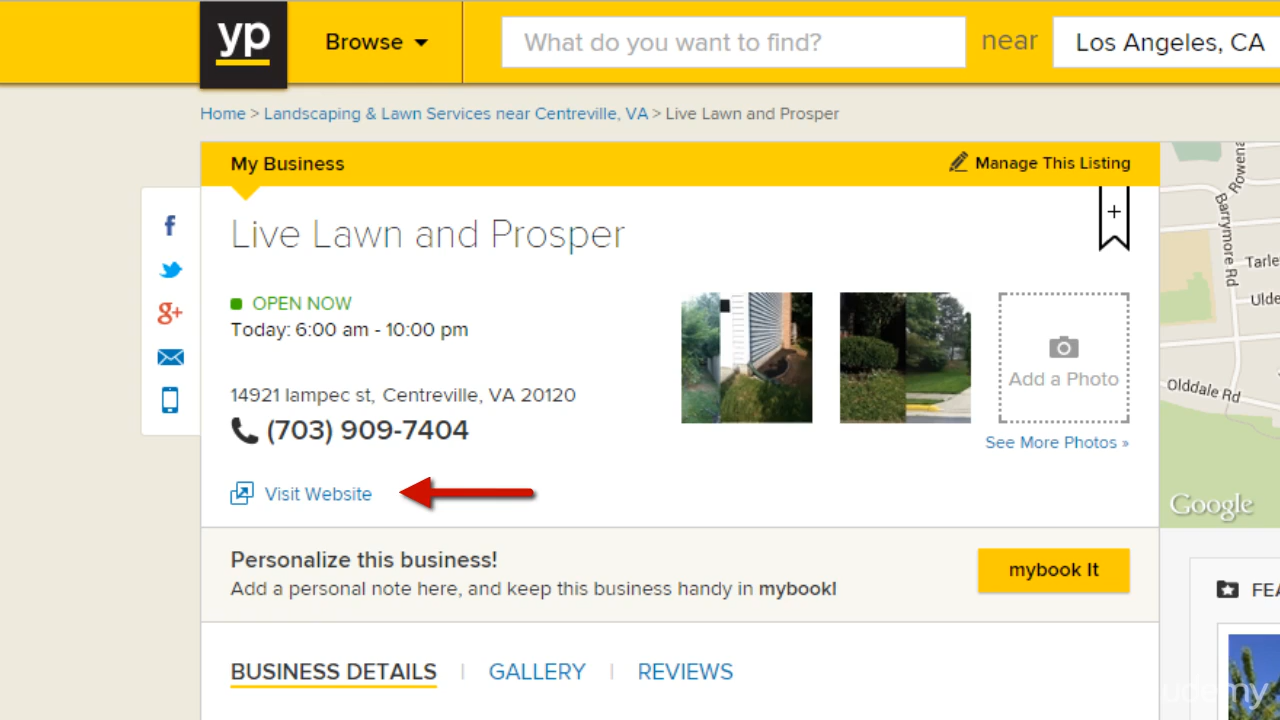 yp
Browse
What do you want to find?
near
Los Angeles, CA
Home > Landscaping & Lawn Services near Centreville, VA > Live Lawn and Prosper
My Business
Manage This Listing
f
g+
Live Lawn and Prosper
+
OPEN NOW
Today: 6:00 am - 10:00 pm
14921 lampec st, Centreville, VA 20120
(703) 909-7404
Visit Website
Add a Photo
See More Photos »
Barrymore Rd
Olddale Rd
Google
Personalize this business!
Add a personal note here, and keep this business handy in mybook!
mybook It
BUSINESS DETAILS | GALLERY | REVIEWS
udemy